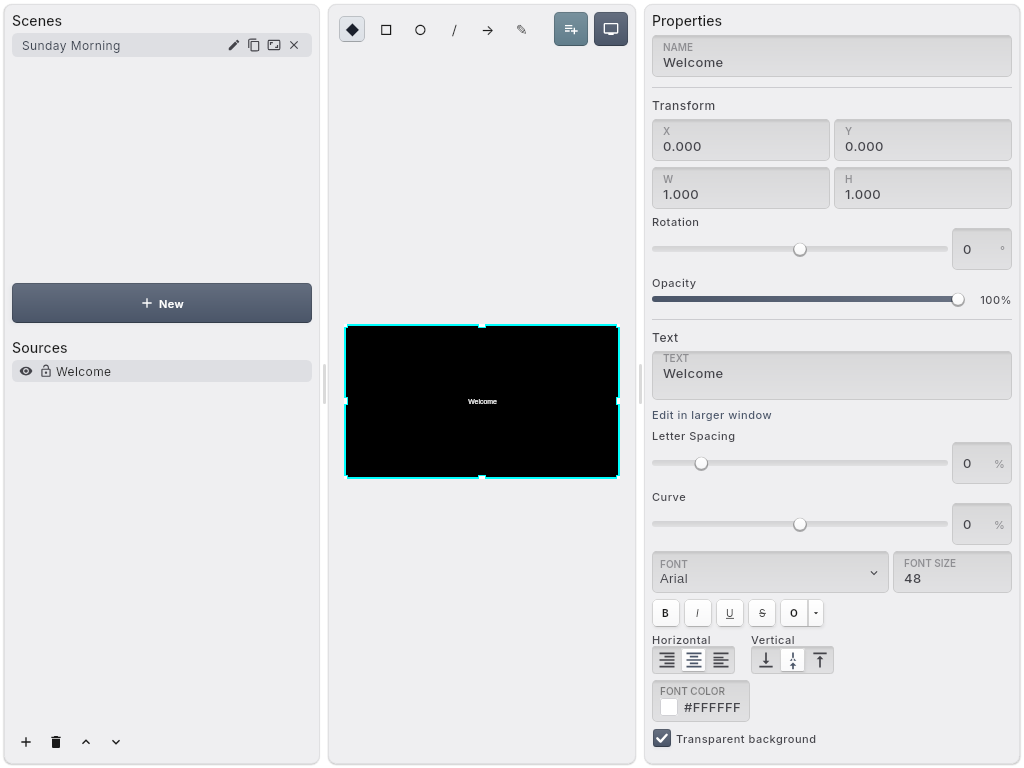 Scenes
Sunday Morning
New
Sources
Welcome
Welcome
Properties
NAME
Welcome
Transform
X
0.000
Y
0.000
W
1.000
H
1.000
Rotation
0 °
Opacity
100%
Text
TEXT
Welcome
Edit in larger window
Letter Spacing
0 %
Curve
0 %
FONT
Arial
FONT SIZE
48
B I U S O
Horizontal
Vertical
FONT COLOR
#FFFFFF
Transparent background